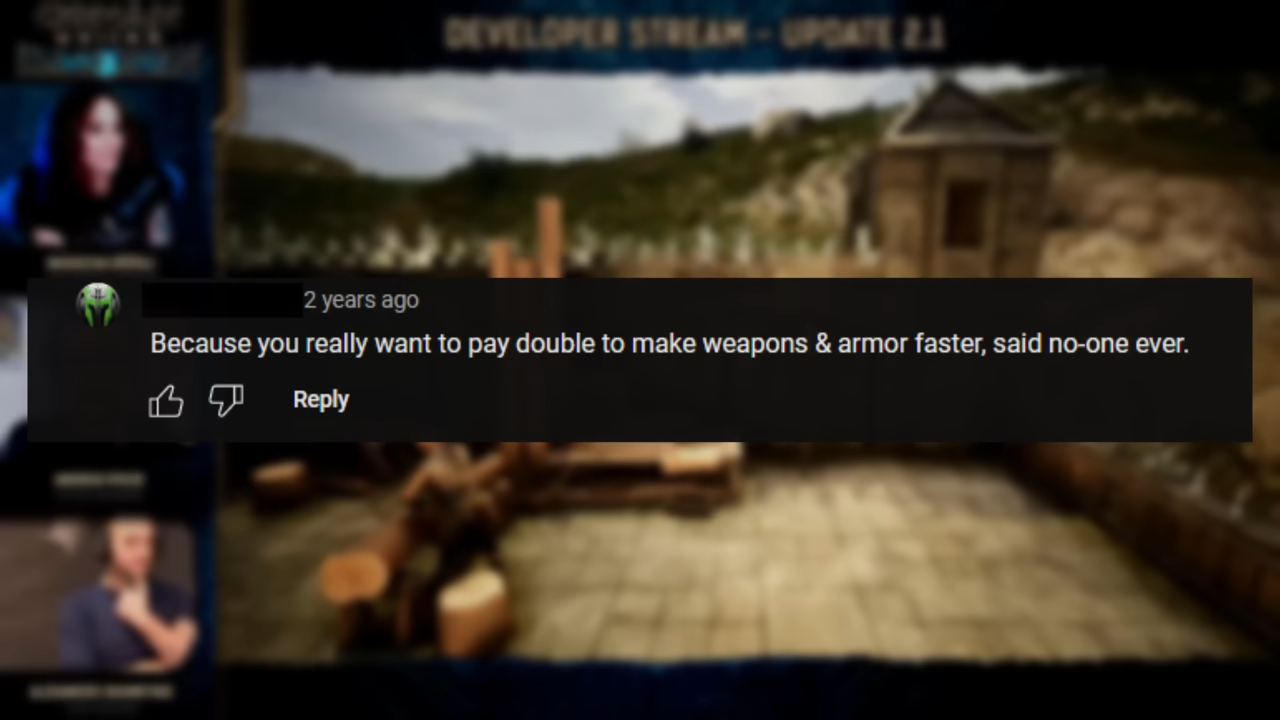 DEVELOPER STREAM - UPDATE 2.1
2 years ago
Because you really want to pay double to make weapons & armor faster, said no-one ever.
Reply